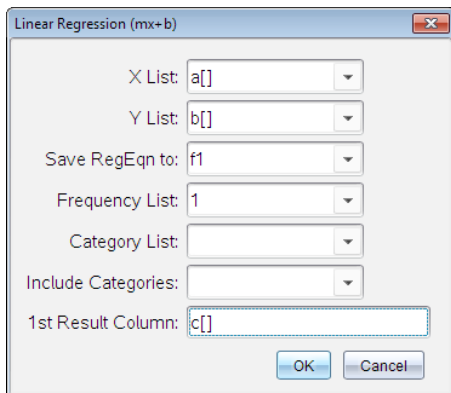 Linear Regression (mx+b)
X List: a[]
Y List: b[]
Save RegEqn to: f1
Frequency List: 1
Category List:
Include Categories:
1st Result Column: c[]
OK Cancel